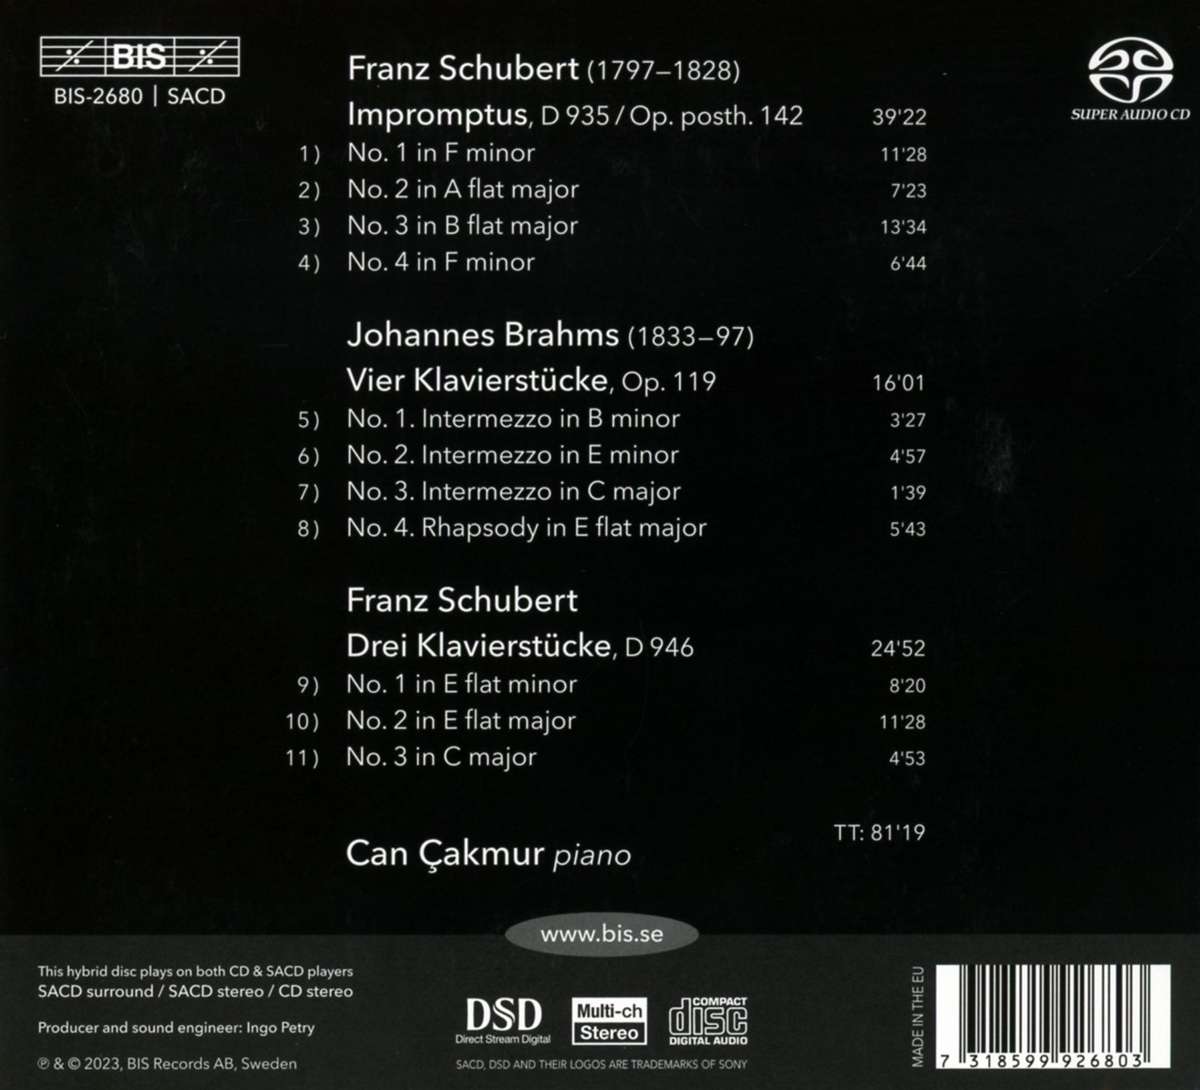 BIS
BIS-2680 | SACD
SUPER AUDIO CD
Franz Schubert (1797–1828)
Impromptus, D 935 / Op. posth. 142 39'22
1) No. 1 in F minor 11'28
2) No. 2 in A flat major 7'23
3) No. 3 in B flat major 13'34
4) No. 4 in F minor 6'44
Johannes Brahms (1833–97)
Vier Klavierstücke, Op. 119 16'01
5) No. 1. Intermezzo in B minor 3'27
6) No. 2. Intermezzo in E minor 4'57
7) No. 3. Intermezzo in C major 1'39
8) No. 4. Rhapsody in E flat major 5'43
Franz Schubert
Drei Klavierstücke, D 946 24'52
9) No. 1 in E flat minor 8'20
10) No. 2 in E flat major 11'28
11) No. 3 in C major 4'53
TT: 81'19
Can Çakmur piano
www.bis.se
This hybrid disc plays on both CD & SACD players
SACD surround / SACD stereo / CD stereo
Producer and sound engineer: Ingo Petry
℗ & © 2023, BIS Records AB, Sweden
DSD
Direct Stream Digital
Multi-ch
Stereo
COMPACT
disc
DIGITAL AUDIO
SACD, DSD AND THEIR LOGOS ARE TRADEMARKS OF SONY
MADE IN THE EU
7 318599 926803